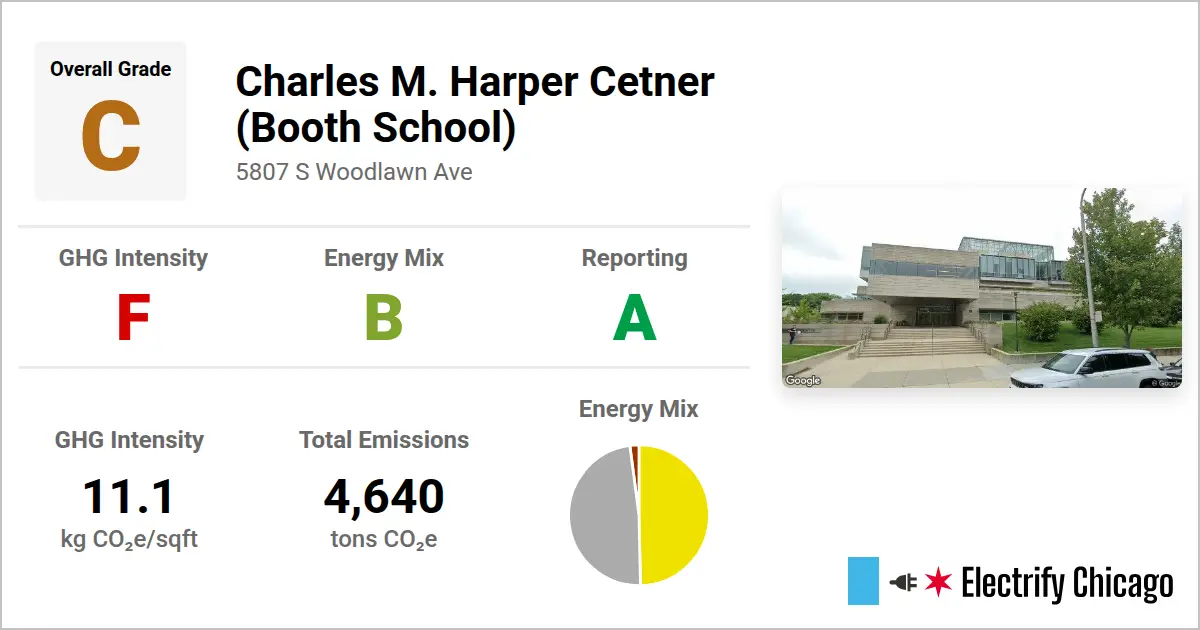 Overall Grade
C
Charles M. Harper Cetner
(Booth School)
5807 S Woodlawn Ave
GHG Intensity
F
Energy Mix
B
Reporting
A
GHG Intensity
11.1
kg CO₂e/sqft
Total Emissions
4,640
tons CO₂e
Energy Mix
Google
© Google
Electrify Chicago